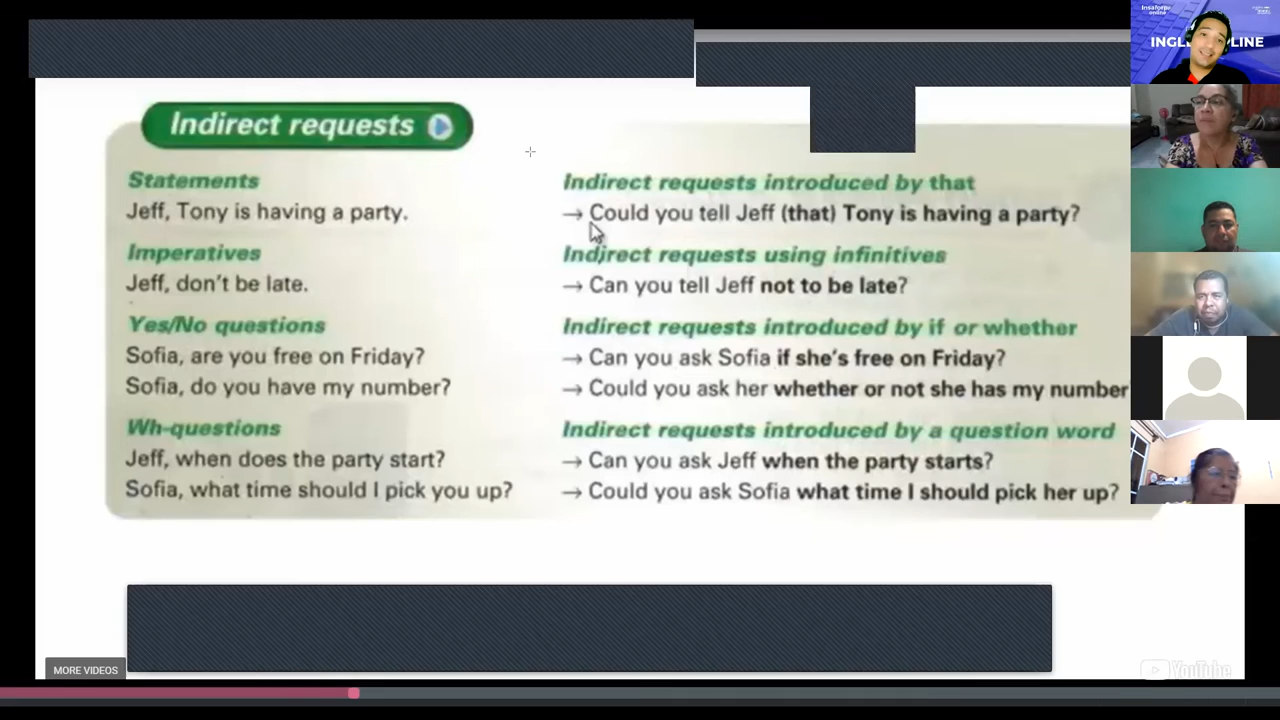 Insaforp
online
INGL LINE
Indirect requests
Statements
Jeff, Tony is having a party.
Imperatives
Jeff, don't be late.
Yes/No questions
Sofia, are you free on Friday?
Sofia, do you have my number?
Wh-questions
Jeff, when does the party start?
Sofia, what time should I pick you up?
Indirect requests introduced by that
→ Could you tell Jeff (that) Tony is having a party?
Indirect requests using infinitives
→ Can you tell Jeff not to be late?
Indirect requests introduced by if or whether
→ Can you ask Sofia if she's free on Friday?
→ Could you ask her whether or not she has my number
Indirect requests introduced by a question word
→ Can you ask Jeff when the party starts?
→ Could you ask Sofia what time I should pick her up?
MORE VIDEOS
YouTube